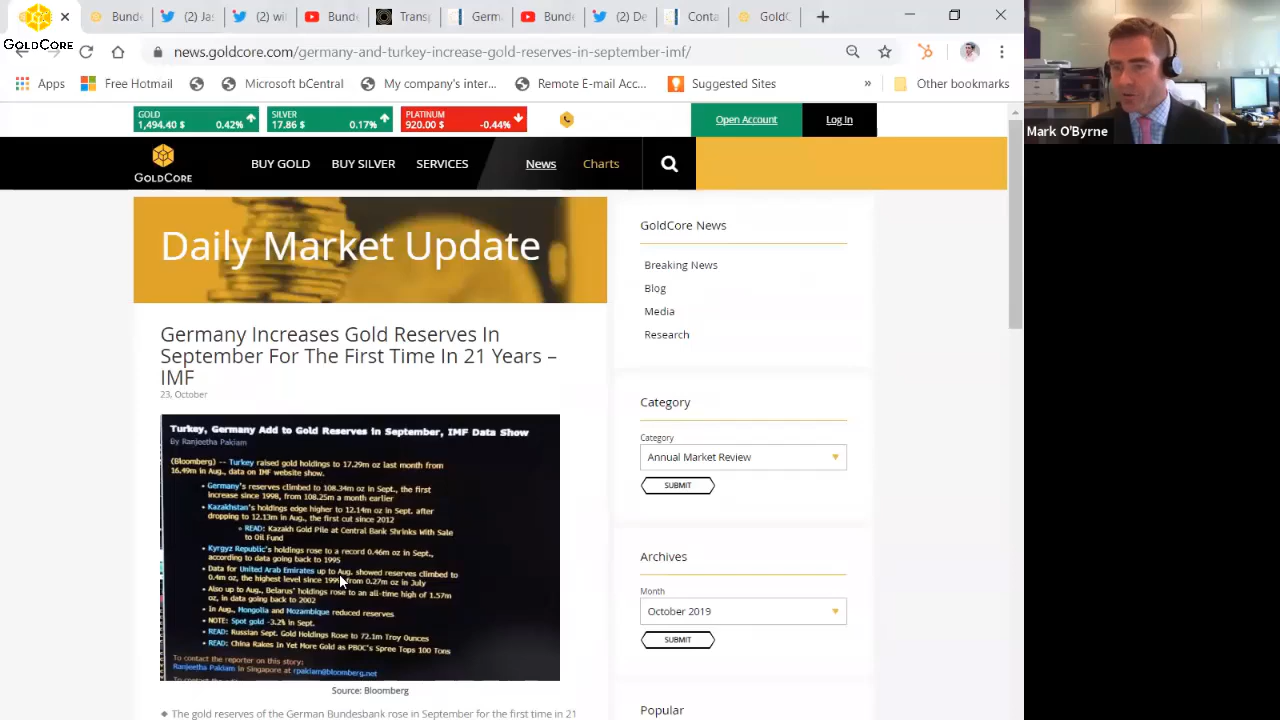 Bunde
(2) Jas
(2) wil
Bunde
Transp
Germ
Bunde
(2) De
Conta
GoldC
GOLDCORE
news.goldcore.com/germany-and-turkey-increase-gold-reserves-in-september-imf/
Apps
Free Hotmail
Microsoft bCentral
My company's inter...
Remote E-mail Acc...
Suggested Sites
»
Other bookmarks
GOLD
1,494.40 $ 0.42%
SILVER
17.86 $ 0.17%
PLATINUM
920.00 $ -0.44%
Open Account
Log In
GOLDCORE
BUY GOLD
BUY SILVER
SERVICES
News
Charts
Mark O'Byrne
Daily Market Update
Germany Increases Gold Reserves In
September For The First Time In 21 Years –
IMF
23, October
Turkey, Germany Add to Gold Reserves in September, IMF Data Show
By Ranjeetha Pakiam
(Bloomberg) -- Turkey raised gold holdings to 17.29m oz last month from
16.49m in Aug., data on IMF website show.
• Germany's reserves climbed to 108.34m oz in Sept., the first
increase since 1998, from 108.25m a month earlier
• Kazakhstan's holdings edge higher to 12.14m oz in Sept. after
dropping to 12.13m in Aug., the first cut since 2012
○ READ: Kazakh Gold Pile at Central Bank Shrinks With Sale
to Oil Fund
• Kyrgyz Republic's holdings rose to a record 0.46m oz in Sept.,
according to data going back to 1995
• Data for United Arab Emirates up to Aug. showed reserves climbed to
0.4m oz, the highest level since 199 from 0.27m oz in July
• Also up to Aug., Belarus' holdings rose to an all-time high of 1.57m
oz, in data going back to 2002
• In Aug., Mongolia and Mozambique reduced reserves
• NOTE: Spot gold -3.2% in Sept.
• READ: Russian Sept. Gold Holdings Rose to 72.1m Troy Ounces
• READ: China Rakes In Yet More Gold as PBOC's Spree Tops 100 Tons
To contact the reporter on this story:
Ranjeetha Pakiam in Singapore at rpakiam@bloomberg.net
Source: Bloomberg
◆ The gold reserves of the German Bundesbank rose in September for the first time in 21
GoldCore News
Breaking News
Blog
Media
Research
Category
Category
Annual Market Review
SUBMIT
Archives
Month
October 2019
SUBMIT
Popular